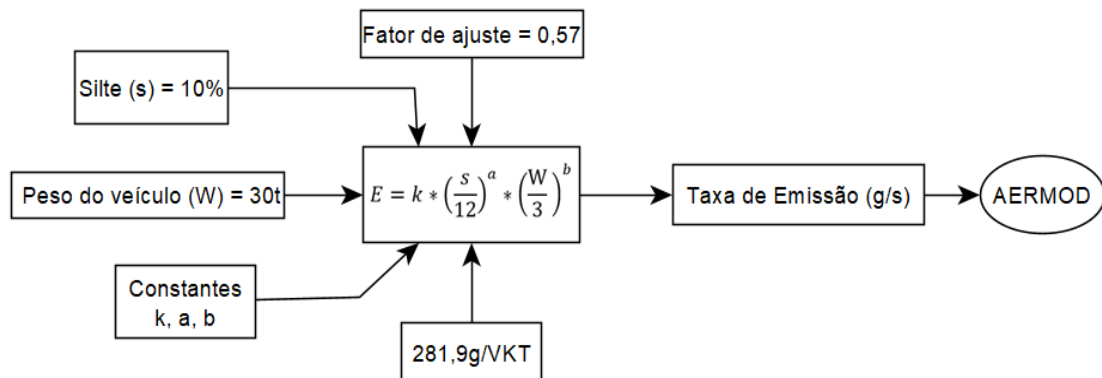 Fator de ajuste = 0,57
Silte (s) = 10%
Peso do veículo (W) = 30t
E = k * (s/12)^a * (W/3)^b
Taxa de Emissão (g/s)
AERMOD
Constantes
k, a, b
281,9g/VKT